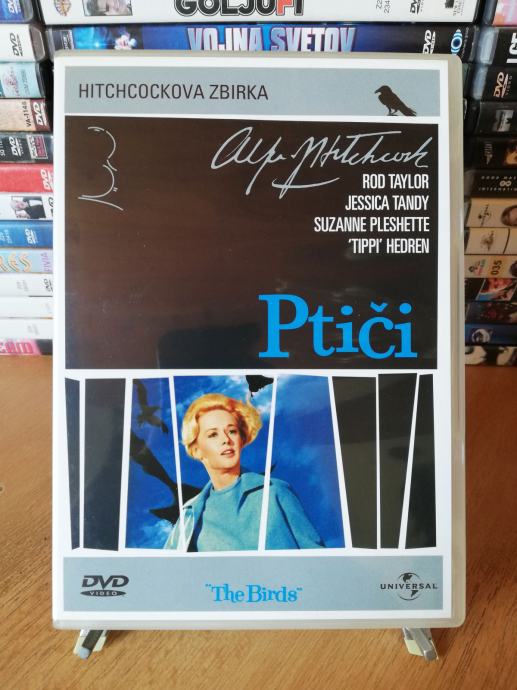 GOLJUFI
VOJNA SVETOV
HITCHCOCKOVA ZBIRKA
Alfred Hitchcock
ROD TAYLOR
JESSICA TANDY
SUZANNE PLESHETTE
'TIPPI' HEDREN
Ptiči
DVD
VIDEO
"The Birds"
UNIVERSAL